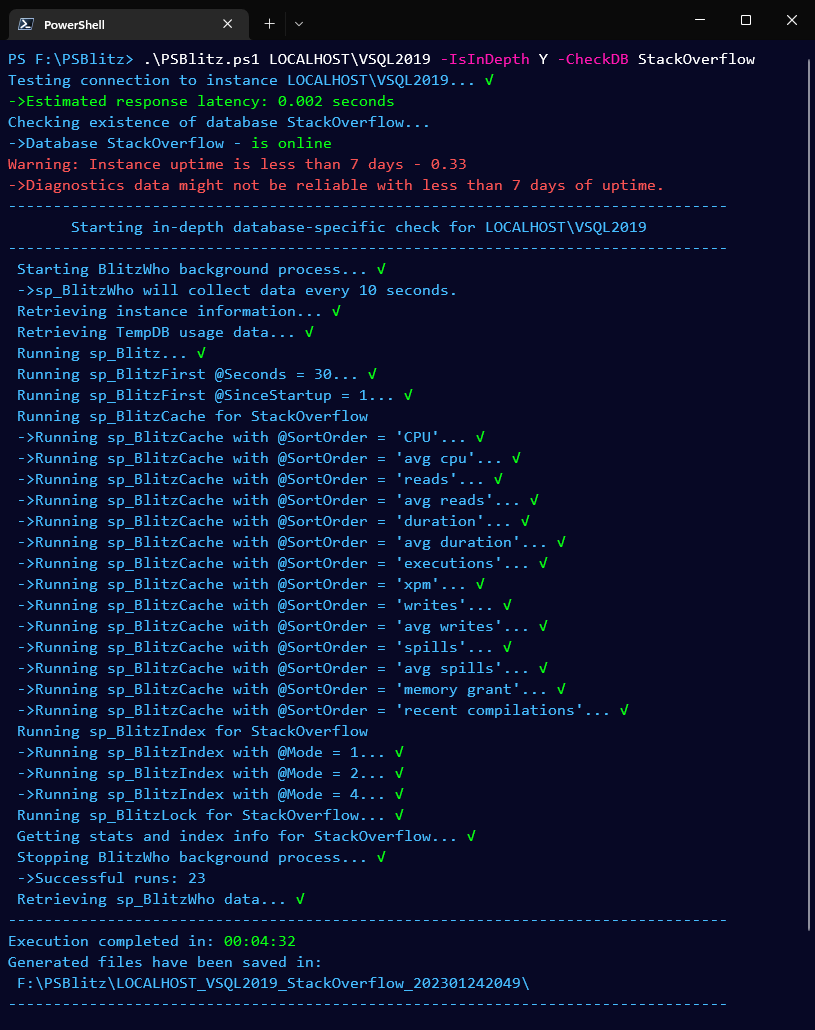 PowerShell
PS F:\PSBlitz> .\PSBlitz.ps1 LOCALHOST\VSQL2019 -IsInDepth Y -CheckDB StackOverflow
Testing connection to instance LOCALHOST\VSQL2019... √
->Estimated response latency: 0.002 seconds
Checking existence of database StackOverflow...
->Database StackOverflow - is online
Warning: Instance uptime is less than 7 days - 0.33
->Diagnostics data might not be reliable with less than 7 days of uptime.
--------------------------------------------------------------------------------
Starting in-depth database-specific check for LOCALHOST\VSQL2019
--------------------------------------------------------------------------------
Starting BlitzWho background process... √
->sp_BlitzWho will collect data every 10 seconds.
Retrieving instance information... √
Retrieving TempDB usage data... √
Running sp_Blitz... √
Running sp_BlitzFirst @Seconds = 30... √
Running sp_BlitzFirst @SinceStartup = 1... √
Running sp_BlitzCache for StackOverflow
->Running sp_BlitzCache with @SortOrder = 'CPU'... √
->Running sp_BlitzCache with @SortOrder = 'avg cpu'... √
->Running sp_BlitzCache with @SortOrder = 'reads'... √
->Running sp_BlitzCache with @SortOrder = 'avg reads'... √
->Running sp_BlitzCache with @SortOrder = 'duration'... √
->Running sp_BlitzCache with @SortOrder = 'avg duration'... √
->Running sp_BlitzCache with @SortOrder = 'executions'... √
->Running sp_BlitzCache with @SortOrder = 'xpm'... √
->Running sp_BlitzCache with @SortOrder = 'writes'... √
->Running sp_BlitzCache with @SortOrder = 'avg writes'... √
->Running sp_BlitzCache with @SortOrder = 'spills'... √
->Running sp_BlitzCache with @SortOrder = 'avg spills'... √
->Running sp_BlitzCache with @SortOrder = 'memory grant'... √
->Running sp_BlitzCache with @SortOrder = 'recent compilations'... √
Running sp_BlitzIndex for StackOverflow
->Running sp_BlitzIndex with @Mode = 1... √
->Running sp_BlitzIndex with @Mode = 2... √
->Running sp_BlitzIndex with @Mode = 4... √
Running sp_BlitzLock for StackOverflow... √
Getting stats and index info for StackOverflow... √
Stopping BlitzWho background process... √
->Successful runs: 23
Retrieving sp_BlitzWho data... √
--------------------------------------------------------------------------------
Execution completed in: 00:04:32
Generated files have been saved in:
F:\PSBlitz\LOCALHOST_VSQL2019_StackOverflow_202301242049\
--------------------------------------------------------------------------------